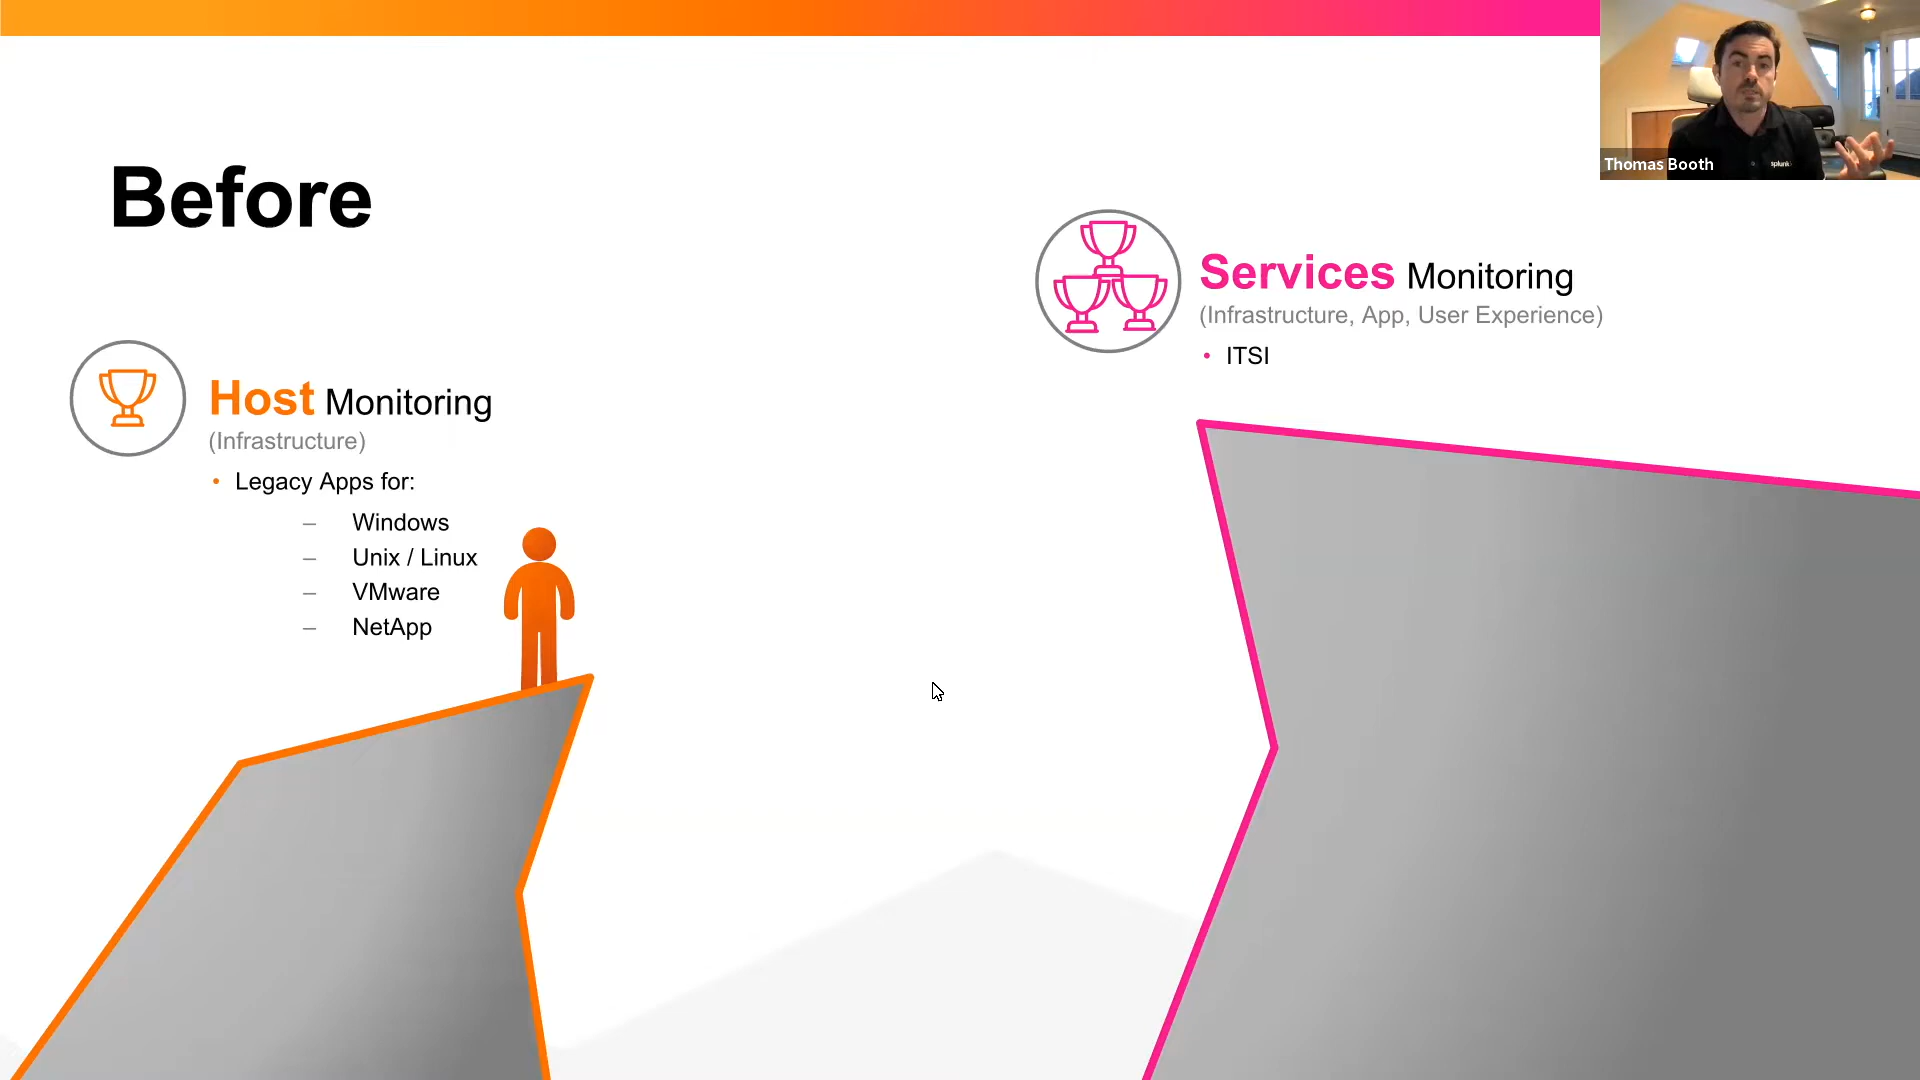 Before
Host Monitoring
(Infrastructure)
• Legacy Apps for:
– Windows
– Unix / Linux
– VMware
– NetApp
Services Monitoring
(Infrastructure, App, User Experience)
• ITSI
Thomas Booth
splunk